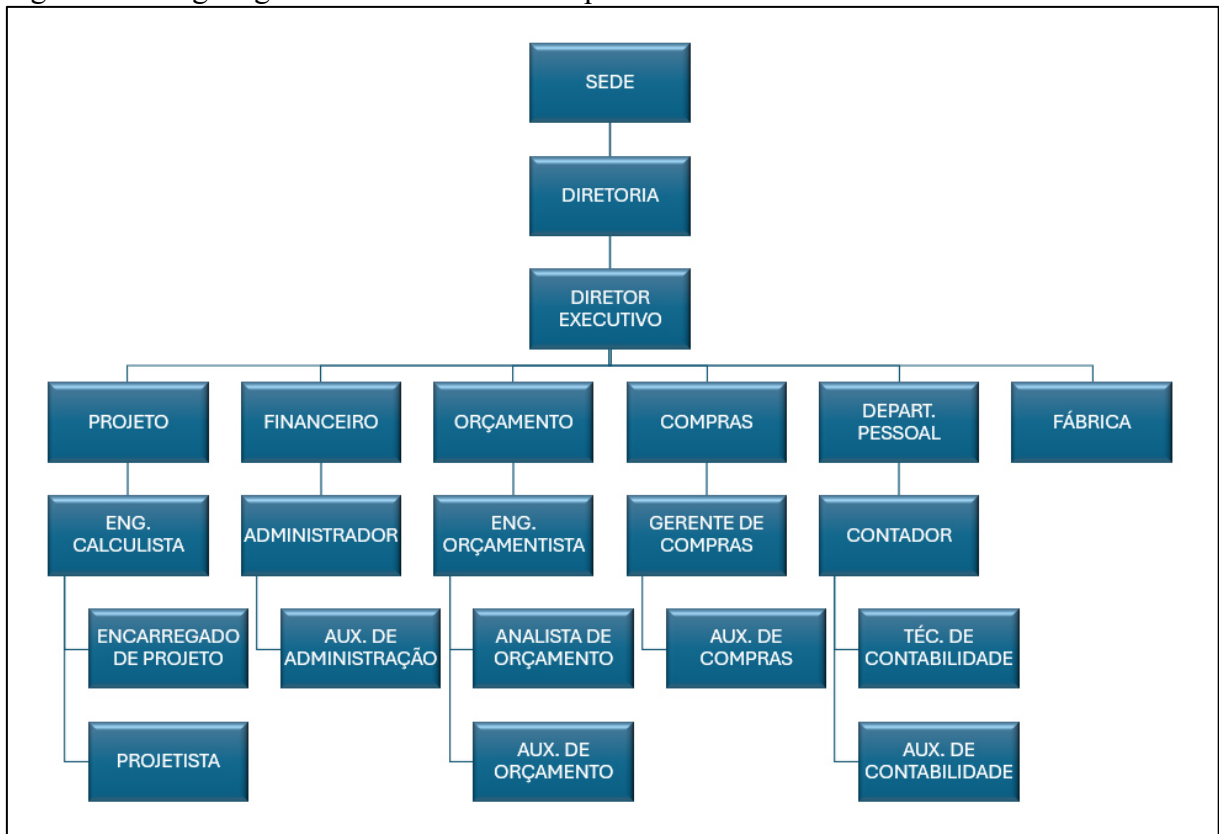 SEDE
DIRETORIA
DIRETOR
EXECUTIVO
PROJETO
FINANCEIRO
ORÇAMENTO
COMPRAS
DEPART.
PESSOAL
FÁBRICA
ENG.
CALCULISTA
ADMINISTRADOR
ENG.
ORÇAMENTISTA
GERENTE DE
COMPRAS
CONTADOR
ENCARREGADO
DE PROJETO
AUX. DE
ADMINISTRAÇÃO
ANALISTA DE
ORÇAMENTO
AUX. DE
COMPRAS
TÉC. DE
CONTABILIDADE
PROJETISTA
AUX. DE
ORÇAMENTO
AUX. DE
CONTABILIDADE